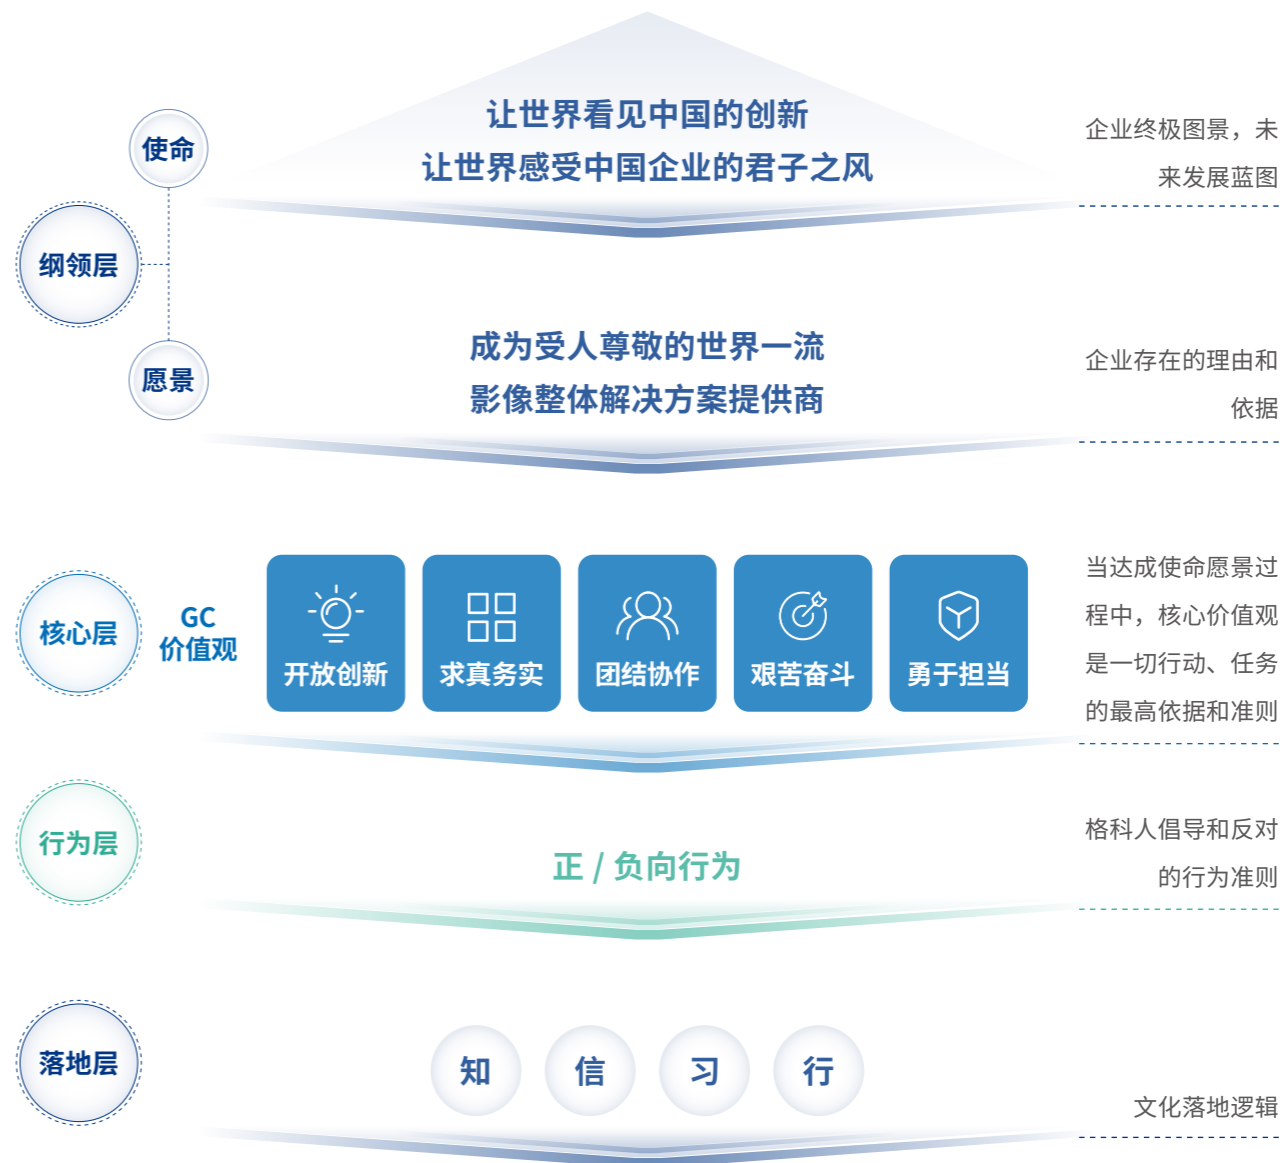 让世界看见中国的创新
让世界感受中国企业的君子之风
使命
企业终极图景，未
来发展蓝图
纲领层
愿景
成为受人尊敬的世界一流
影像整体解决方案提供商
企业存在的理由和
依据
核心层
GC
价值观
开放创新
求真务实
团结协作
艰苦奋斗
勇于担当
当达成使命愿景过
程中，核心价值观
是一切行动、任务
的最高依据和准则
行为层
正 / 负向行为
格科人倡导和反对
的行为准则
落地层
知
信
习
行
文化落地逻辑